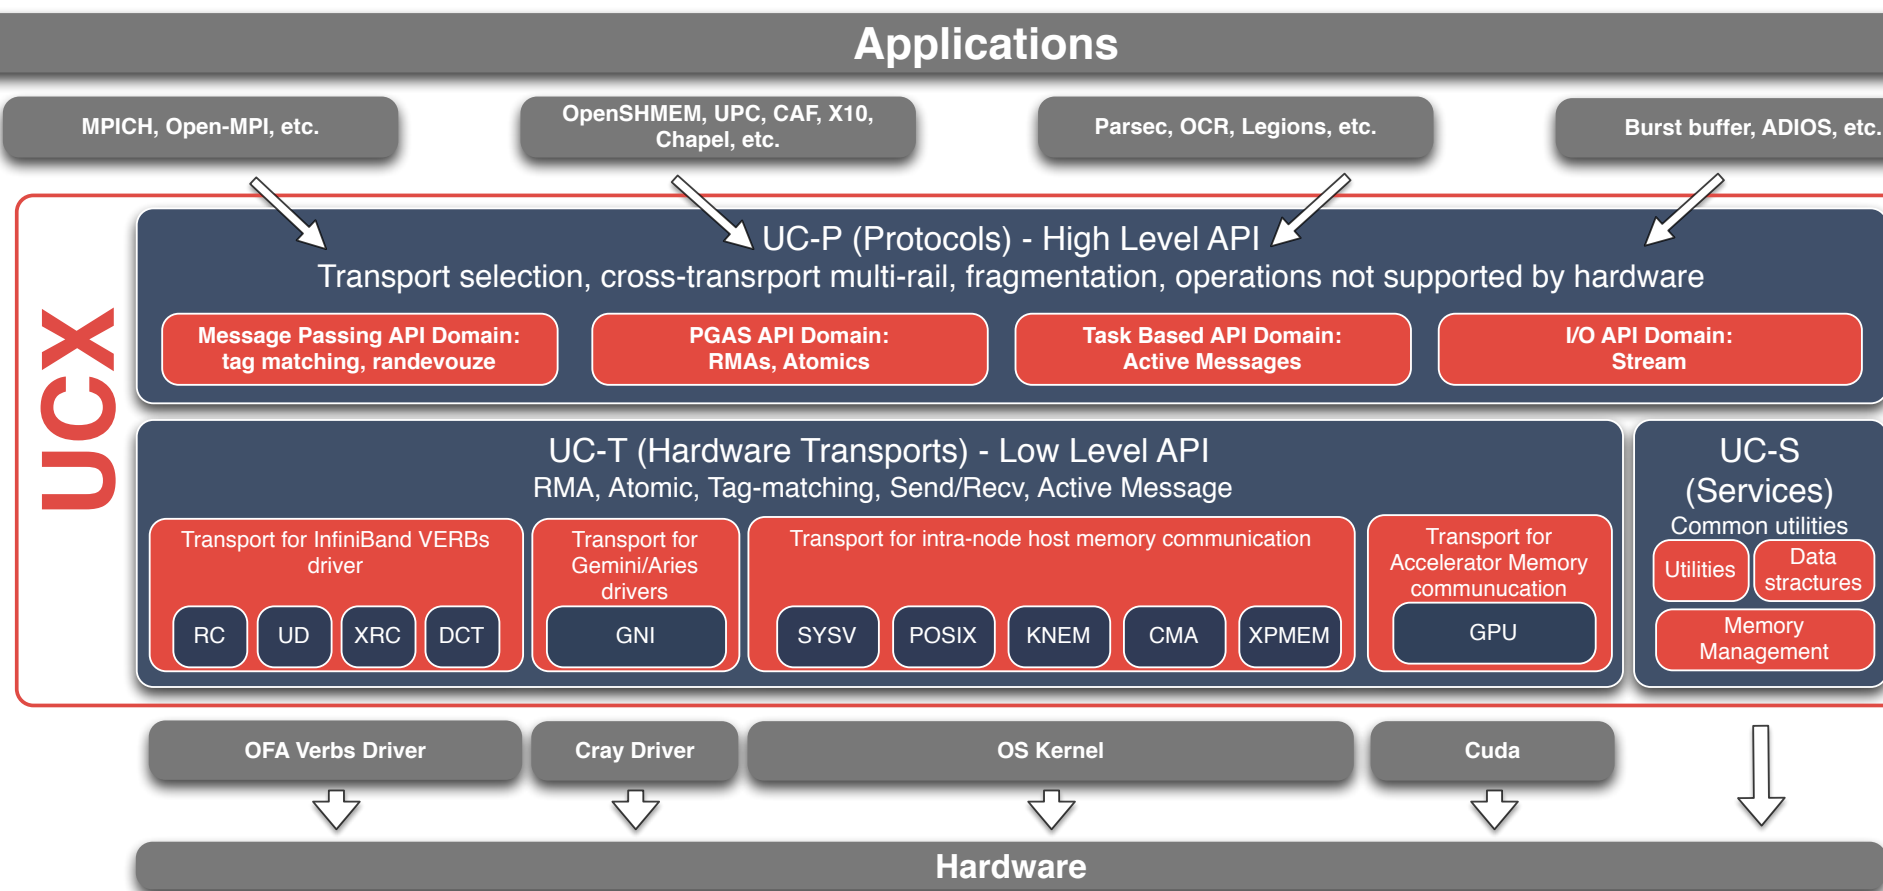 Applications
MPICH, Open-MPI, etc.
OpenSHMEM, UPC, CAF, X10,
Chapel, etc.
Parsec, OCR, Legions, etc.
Burst buffer, ADIOS, etc.
UCX
UC-P (Protocols) - High Level API
Transport selection, cross-transrport multi-rail, fragmentation, operations not supported by hardware
Message Passing API Domain:
tag matching, randevouze
PGAS API Domain:
RMAs, Atomics
Task Based API Domain:
Active Messages
I/O API Domain:
Stream
UC-T (Hardware Transports) - Low Level API
RMA, Atomic, Tag-matching, Send/Recv, Active Message
Transport for InfiniBand VERBs
driver
RC
UD
XRC
DCT
Transport for
Gemini/Aries
drivers
GNI
Transport for intra-node host memory communication
SYSV
POSIX
KNEM
CMA
XPMEM
Transport for
Accelerator Memory
communucation
GPU
UC-S
(Services)
Common utilities
Utilities
Data
stractures
Memory
Management
OFA Verbs Driver
Cray Driver
OS Kernel
Cuda
Hardware